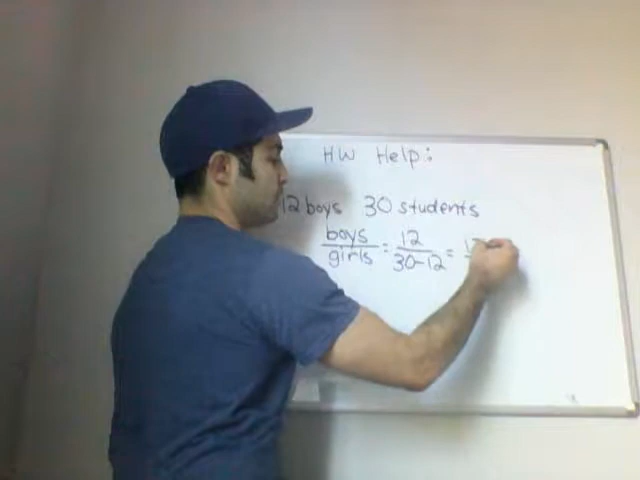 HW Help:
12 boys 30 students
boys/girls = 12/30-12 =